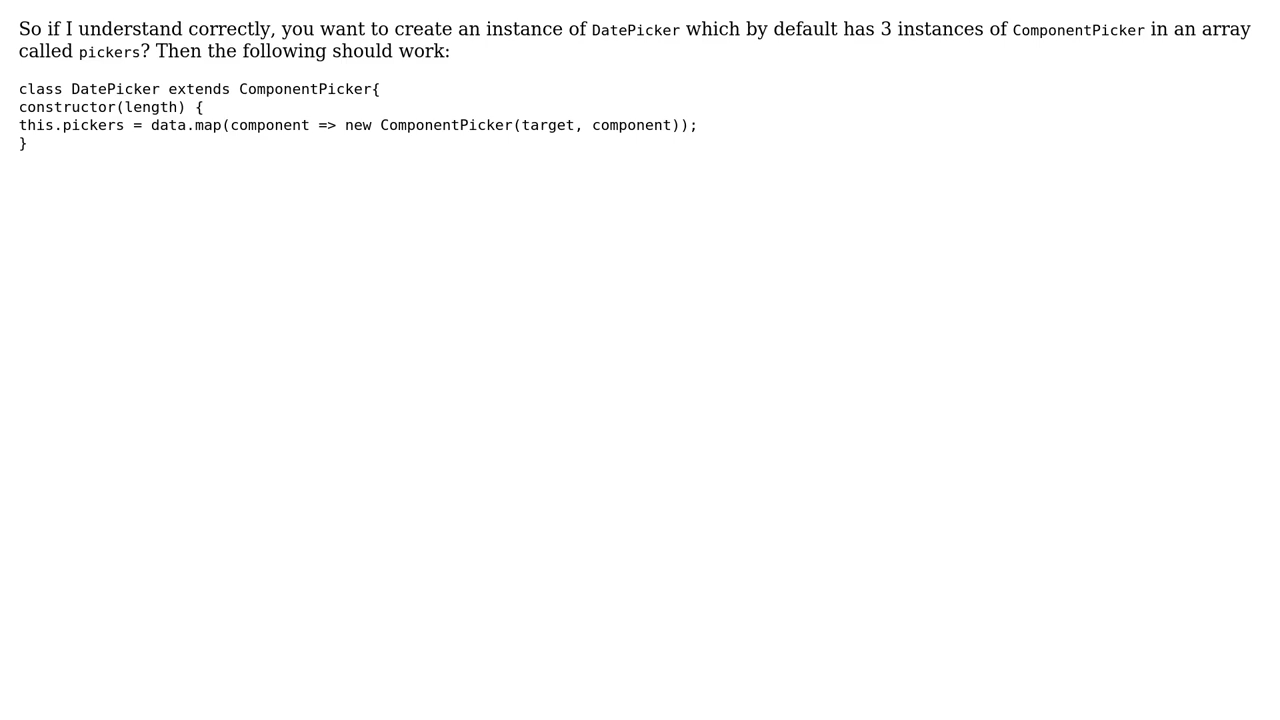 So if I understand correctly, you want to create an instance of DatePicker which by default has 3 instances of ComponentPicker in an array
called pickers? Then the following should work:
class DatePicker extends ComponentPicker{
constructor(length) {
this.pickers = data.map(component => new ComponentPicker(target, component));
}